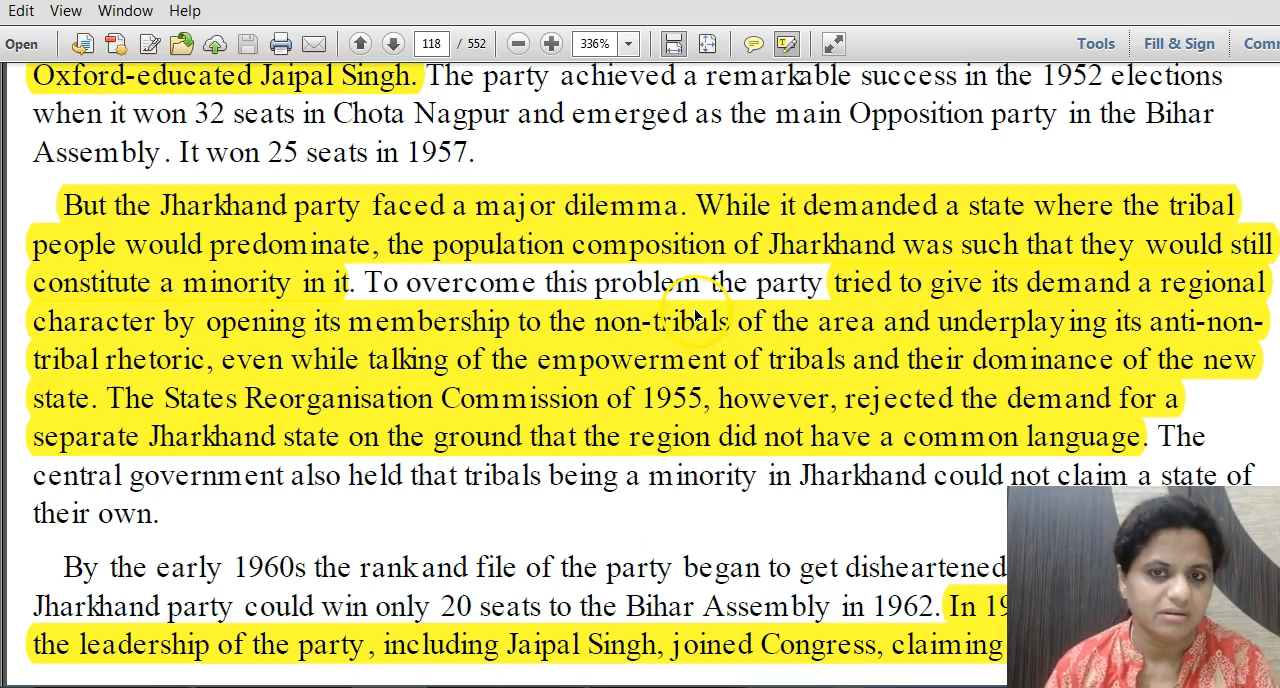 Edit View Window Help
Open 118 / 552 336% Tools Fill & Sign Comm
Oxford-educated Jaipal Singh. The party achieved a remarkable success in the 1952 elections
when it won 32 seats in Chota Nagpur and emerged as the main Opposition party in the Bihar
Assembly. It won 25 seats in 1957.
But the Jharkhand party faced a major dilemma. While it demanded a state where the tribal
people would predominate, the population composition of Jharkhand was such that they would still
constitute a minority in it. To overcome this problem the party tried to give its demand a regional
character by opening its membership to the non-tribals of the area and underplaying its anti-non-
tribal rhetoric, even while talking of the empowerment of tribals and their dominance of the new
state. The States Reorganisation Commission of 1955, however, rejected the demand for a
separate Jharkhand state on the ground that the region did not have a common language. The
central government also held that tribals being a minority in Jharkhand could not claim a state of
their own.
By the early 1960s the rank and file of the party began to get disheartened
Jharkhand party could win only 20 seats to the Bihar Assembly in 1962. In 19
the leadership of the party, including Jaipal Singh, joined Congress, claiming